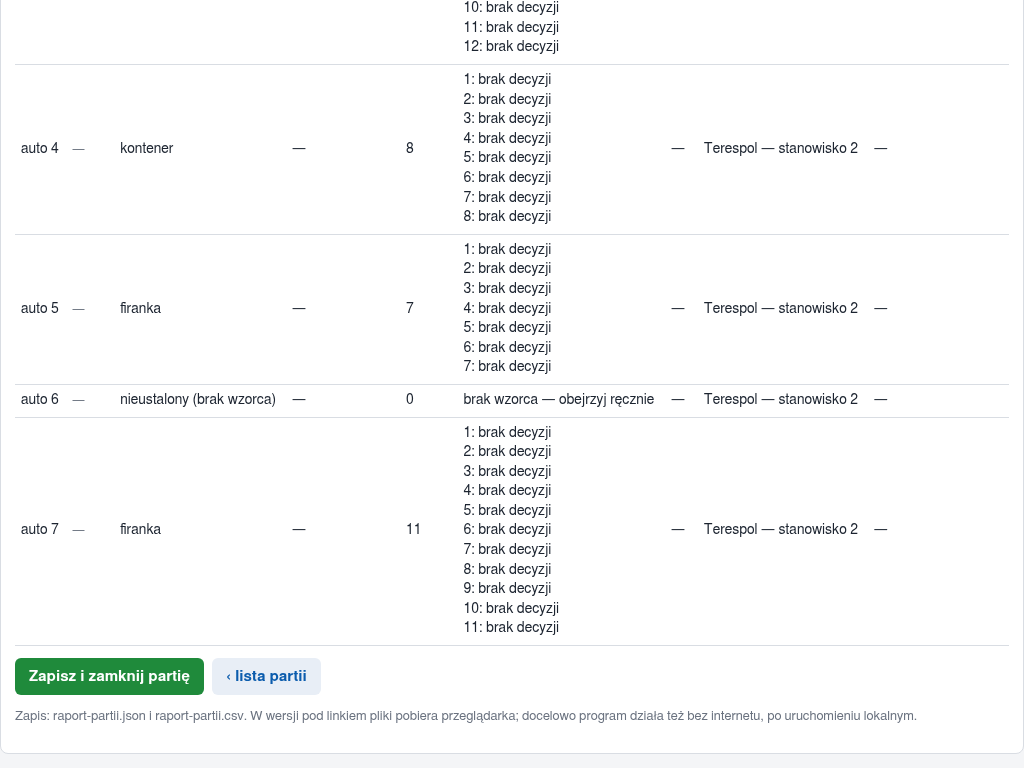 10: brak decyzji
11: brak decyzji
12: brak decyzji
auto 4 — kontener — 8
1: brak decyzji
2: brak decyzji
3: brak decyzji
4: brak decyzji
5: brak decyzji
6: brak decyzji
7: brak decyzji
8: brak decyzji
— Terespol — stanowisko 2 —
auto 5 — firanka — 7
1: brak decyzji
2: brak decyzji
3: brak decyzji
4: brak decyzji
5: brak decyzji
6: brak decyzji
7: brak decyzji
— Terespol — stanowisko 2 —
auto 6 — nieustalony (brak wzorca) — 0 brak wzorca — obejrzyj ręcznie — Terespol — stanowisko 2 —
auto 7 — firanka — 11
1: brak decyzji
2: brak decyzji
3: brak decyzji
4: brak decyzji
5: brak decyzji
6: brak decyzji
7: brak decyzji
8: brak decyzji
9: brak decyzji
10: brak decyzji
11: brak decyzji
— Terespol — stanowisko 2 —
Zapisz i zamknij partię ‹ lista partii
Zapis: raport-partii.json i raport-partii.csv. W wersji pod linkiem pliki pobiera przeglądarka; docelowo program działa też bez internetu, po uruchomieniu lokalnym.